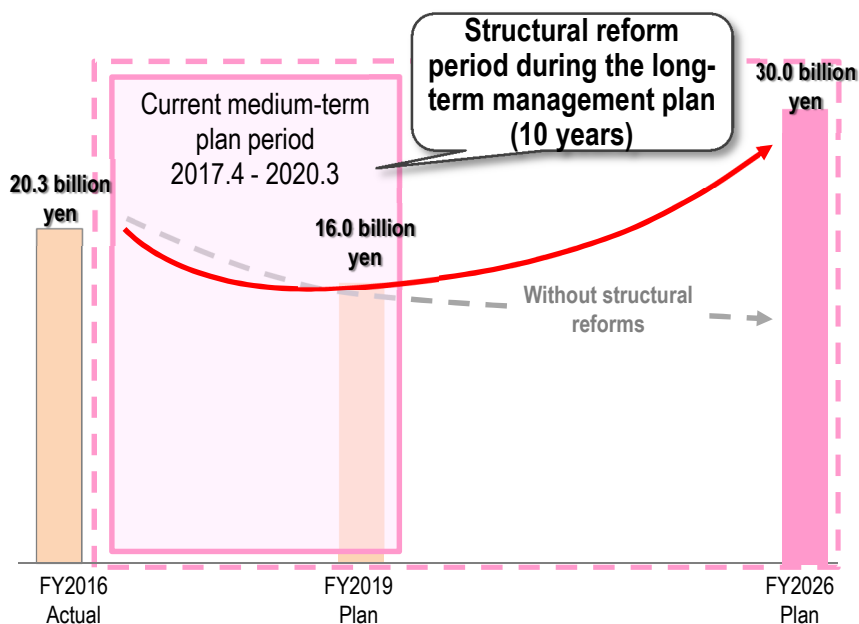 Structural reform
period during the long-
term management plan
(10 years)
30.0 billion
yen
Current medium-term
plan period
2017.4 - 2020.3
20.3 billion
yen
16.0 billion
yen
Without structural
reforms
FY2016
Actual
FY2019
Plan
FY2026
Plan